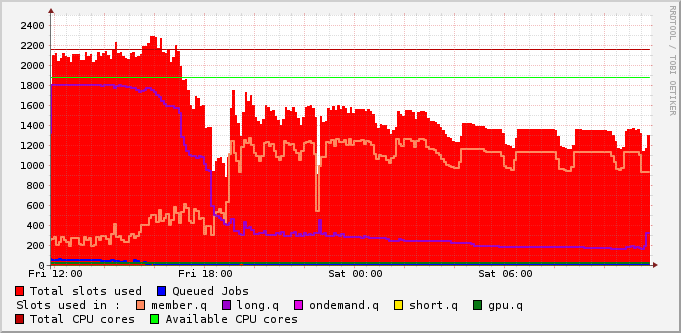 RRDTOOL / TOBI OETIKER
2400
2200
2000
1800
1600
1400
1200
1000
800
600
400
200
0
Fri 12:00 Fri 18:00 Sat 00:00 Sat 06:00
Total slots used Queued Jobs
Slots used in : member.q long.q ondemand.q short.q gpu.q
Total CPU cores Available CPU cores